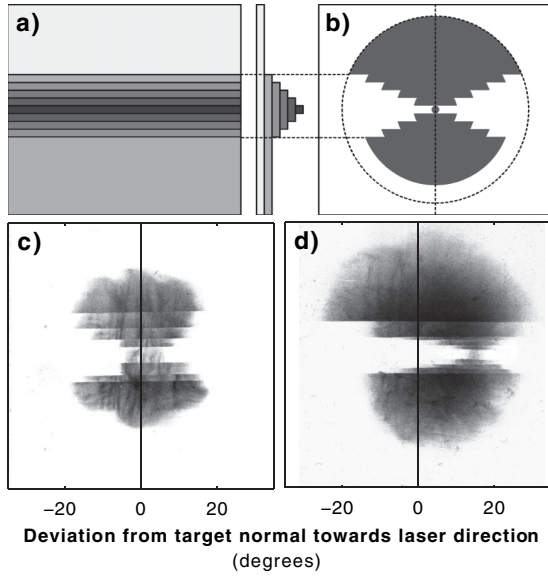 a)
b)
c)
d)
−20 0 20 −20 0 20
Deviation from target normal towards laser direction
(degrees)